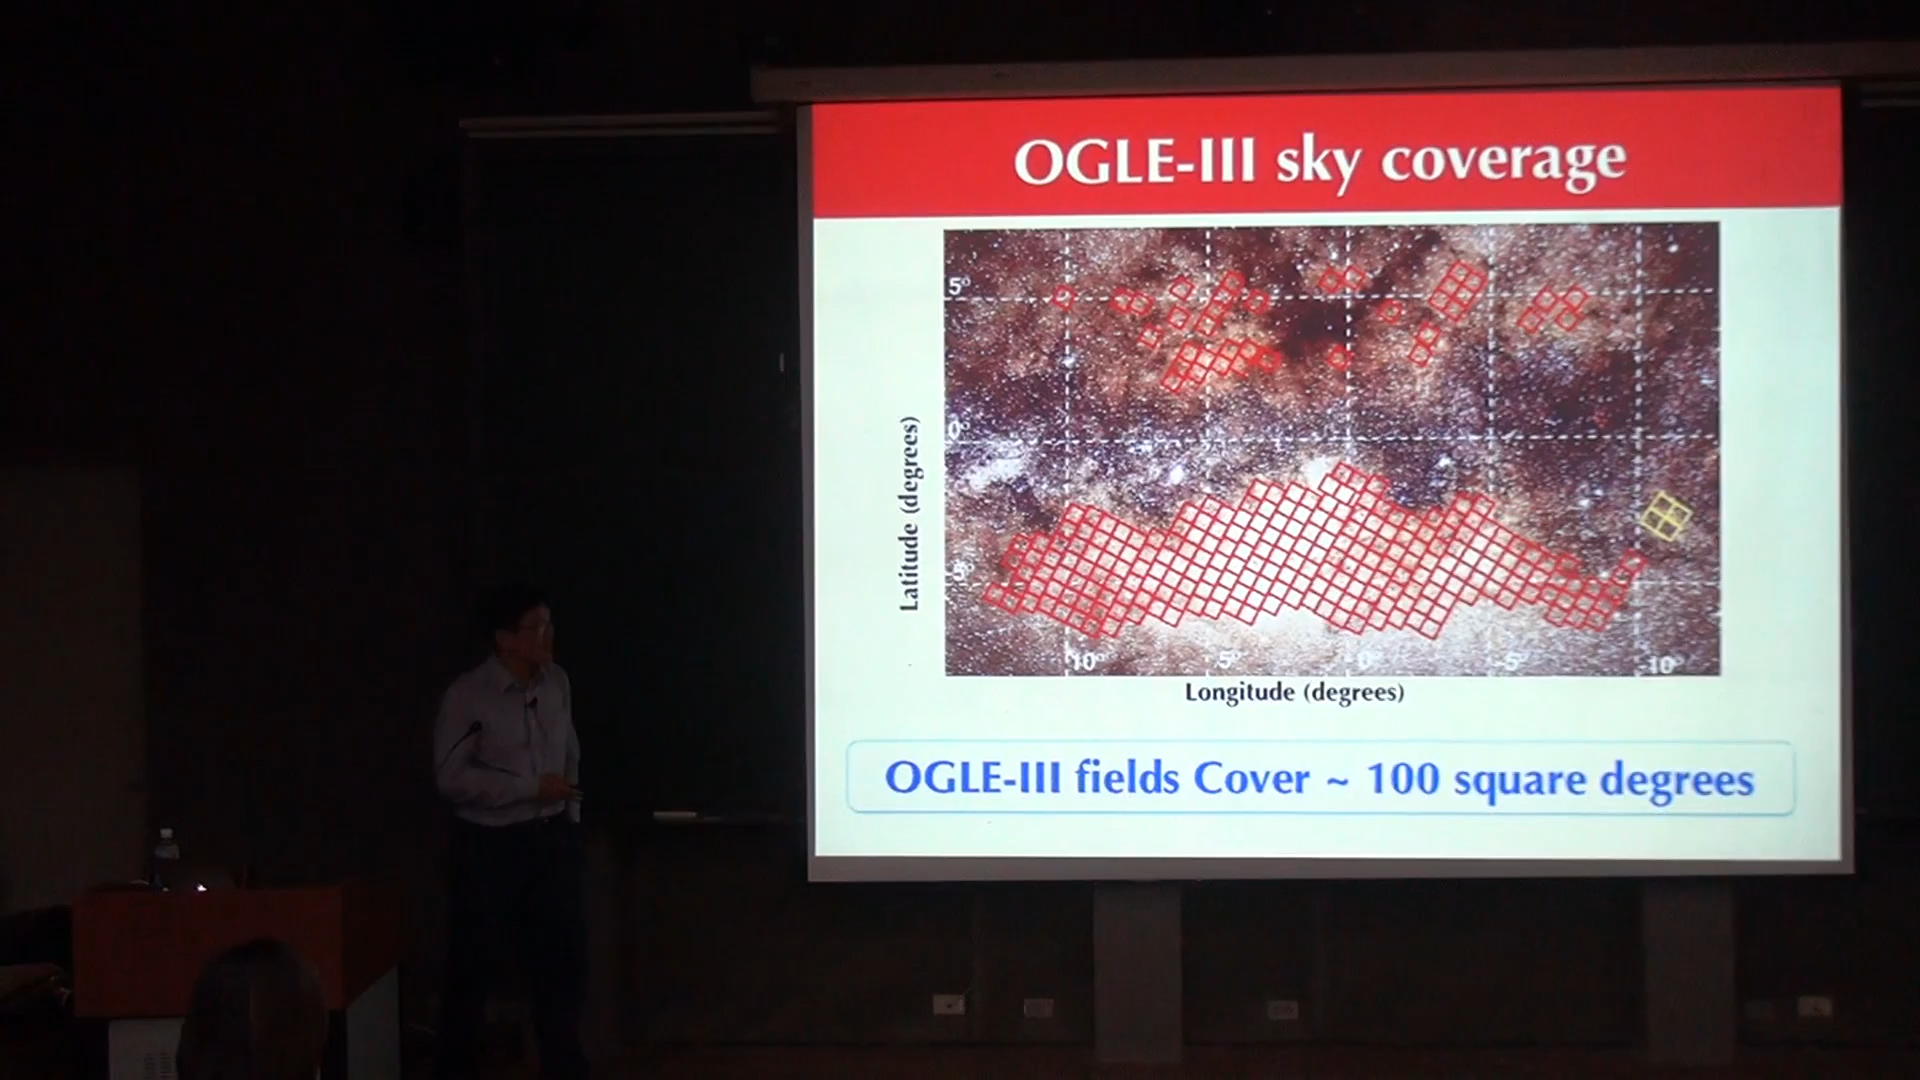 OGLE-III sky coverage
5°
0°
-5°
10° 5° 0° -5° -10°
Latitude (degrees)
Longitude (degrees)
OGLE-III fields Cover ~ 100 square degrees